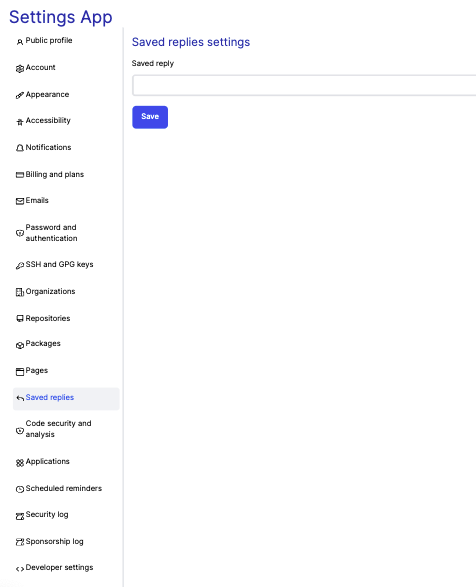 Settings App
Public profile
Account
Appearance
Accessibility
Notifications
Billing and plans
Emails
Password and
authentication
SSH and GPG keys
Organizations
Repositories
Packages
Pages
Saved replies
Code security and
analysis
Applications
Scheduled reminders
Security log
Sponsorship log
Developer settings
Saved replies settings
Saved reply
Save